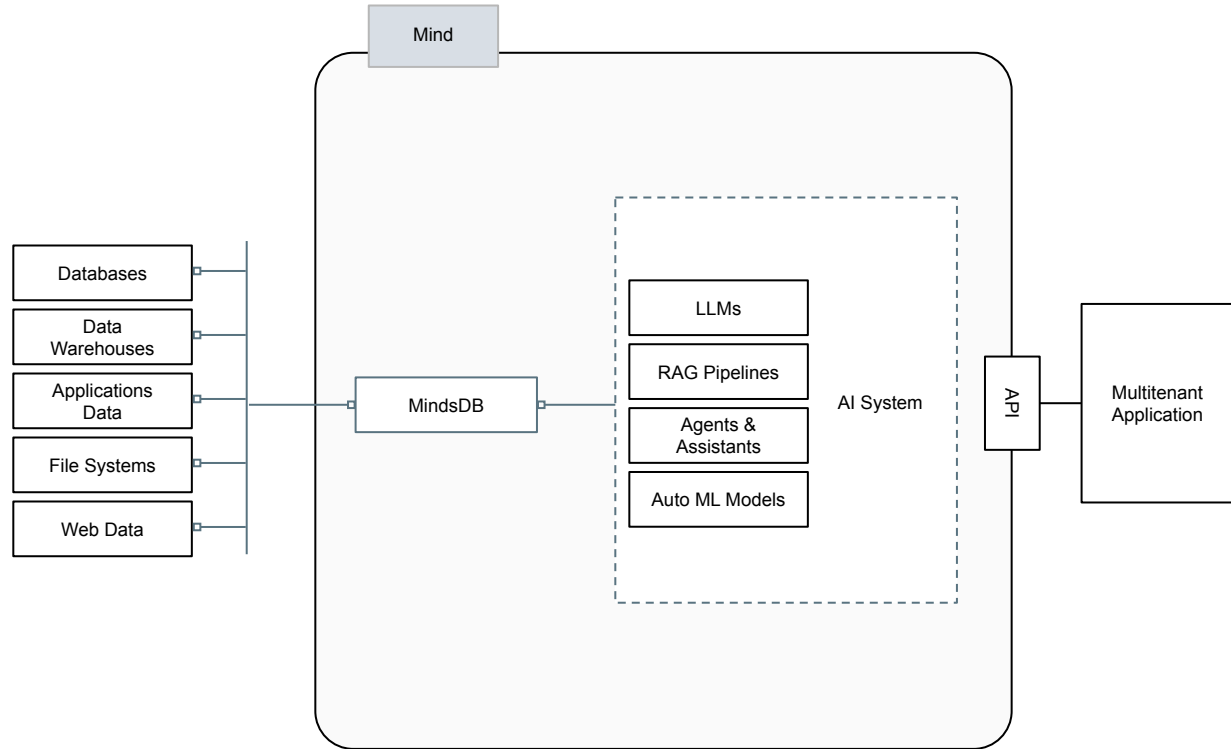 Mind
Databases
Data
Warehouses
Applications
Data
File Systems
Web Data
MindsDB
LLMs
RAG Pipelines
Agents &
Assistants
Auto ML Models
AI System
API
Multitenant
Application